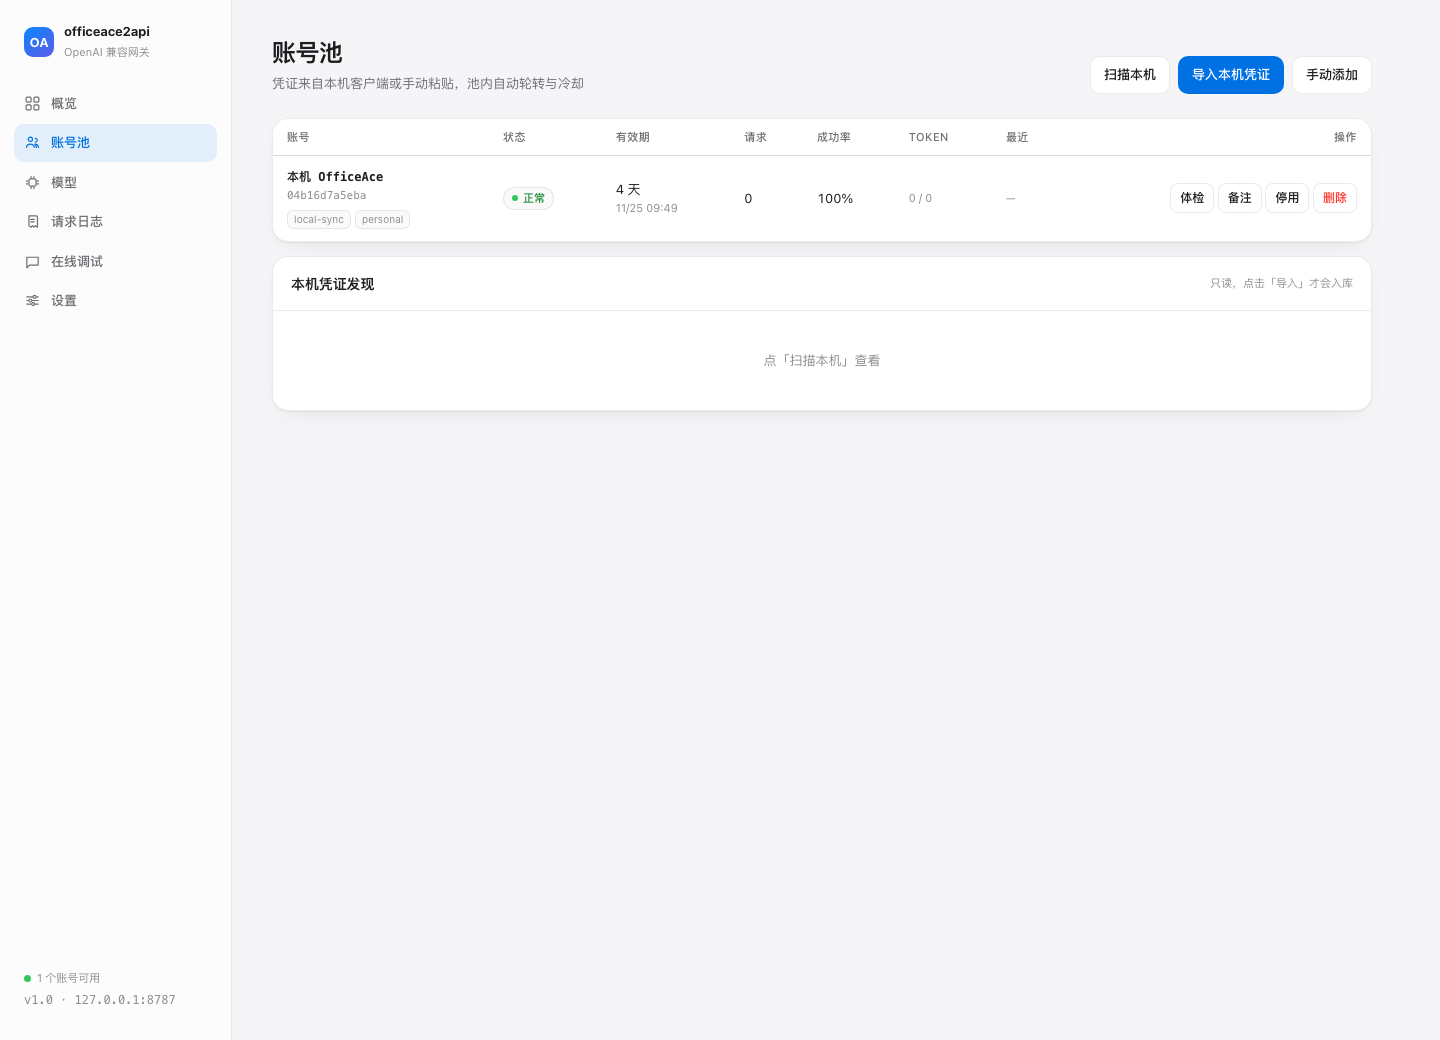 OA
officeace2api
OpenAI 兼容网关
概览
账号池
模型
请求日志
在线调试
设置
1 个账号可用
v1.0 · 127.0.0.1:8787
账号池
凭证来自本机客户端或手动粘贴，池内自动轮转与冷却
扫描本机 导入本机凭证 手动添加
账号 状态 有效期 请求 成功率 TOKEN 最近 操作
本机 OfficeAce
04b16d7a5eba
local-sync personal
正常
4 天
11/25 09:49
0
100%
0 / 0
—
体检 备注 停用 删除
本机凭证发现
只读，点击「导入」才会入库
点「扫描本机」查看